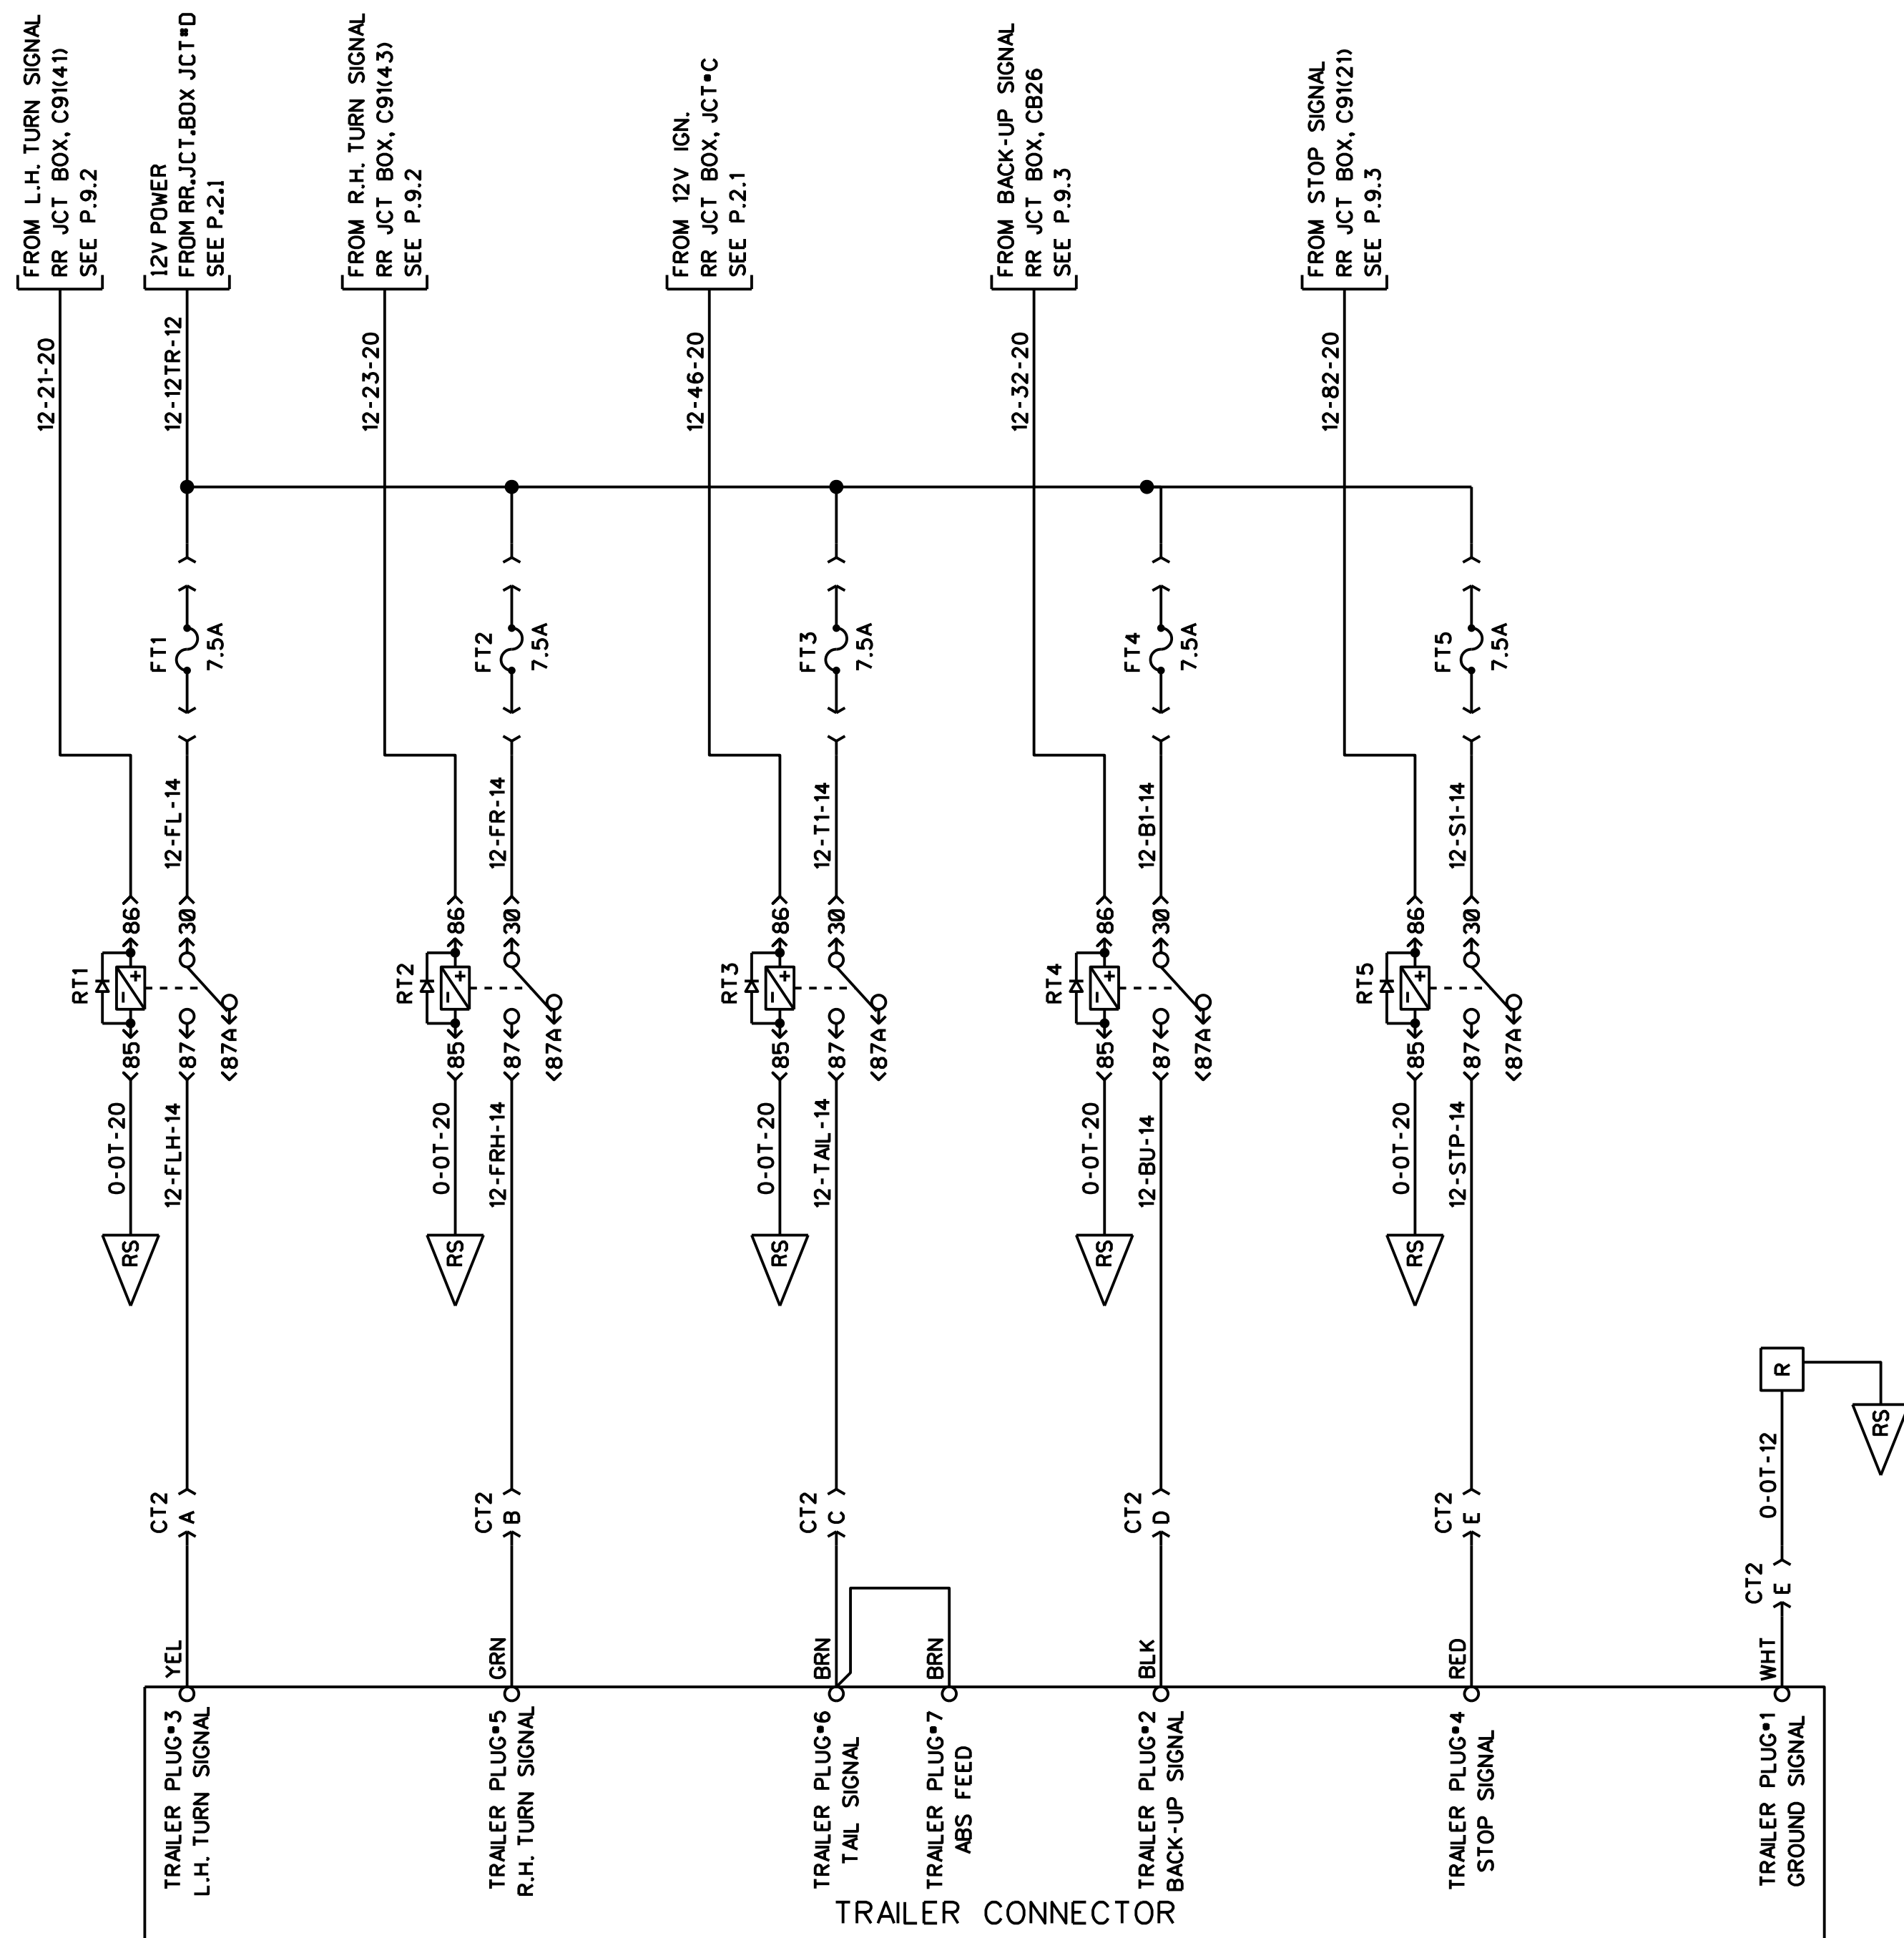 FROM L.H. TURN SIGNAL
RR JCT BOX, C91(41)
SEE P.9.2
12V POWER
FROM RR.JCT.BOX JCT#D
SEE P.2.1
FROM R.H. TURN SIGNAL
RR JCT BOX, C91(43)
SEE P.9.2
FROM 12V IGN.
RR JCT BOX, JCT#C
SEE P.2.1
FROM BACK-UP SIGNAL
RR JCT BOX, CB26
SEE P.9.3
FROM STOP SIGNAL
RR JCT BOX, C91(21)
SEE P.9.3
12-21-20
12-12TR-12
12-23-20
12-46-20
12-32-20
12-82-20
FT1
7.5A
FT2
7.5A
FT3
7.5A
FT4
7.5A
FT5
7.5A
12-FL-14
12-FR-14
12-T1-14
12-B1-14
12-S1-14
RT1
86
30
85
87
87A
RT2
86
30
85
87
87A
RT3
86
30
85
87
87A
RT4
86
30
85
87
87A
RT5
86
30
85
87
87A
0-0T-20
12-FLH-14
0-0T-20
12-FRH-14
0-0T-20
12-TAIL-14
0-0T-20
12-BU-14
0-0T-20
12-STP-14
RS
RS
RS
RS
RS
R
RS
0-0T-12
CT2
A
CT2
B
CT2
C
CT2
D
CT2
E
CT2
E
YEL
GRN
BRN
BRN
BLK
RED
WHT
TRAILER PLUG#3
L.H. TURN SIGNAL
TRAILER PLUG#5
R.H. TURN SIGNAL
TRAILER PLUG#6
TAIL SIGNAL
TRAILER PLUG#7
ABS FEED
TRAILER PLUG#2
BACK-UP SIGNAL
TRAILER PLUG#4
STOP SIGNAL
TRAILER PLUG#1
GROUND SIGNAL
TRAILER CONNECTOR